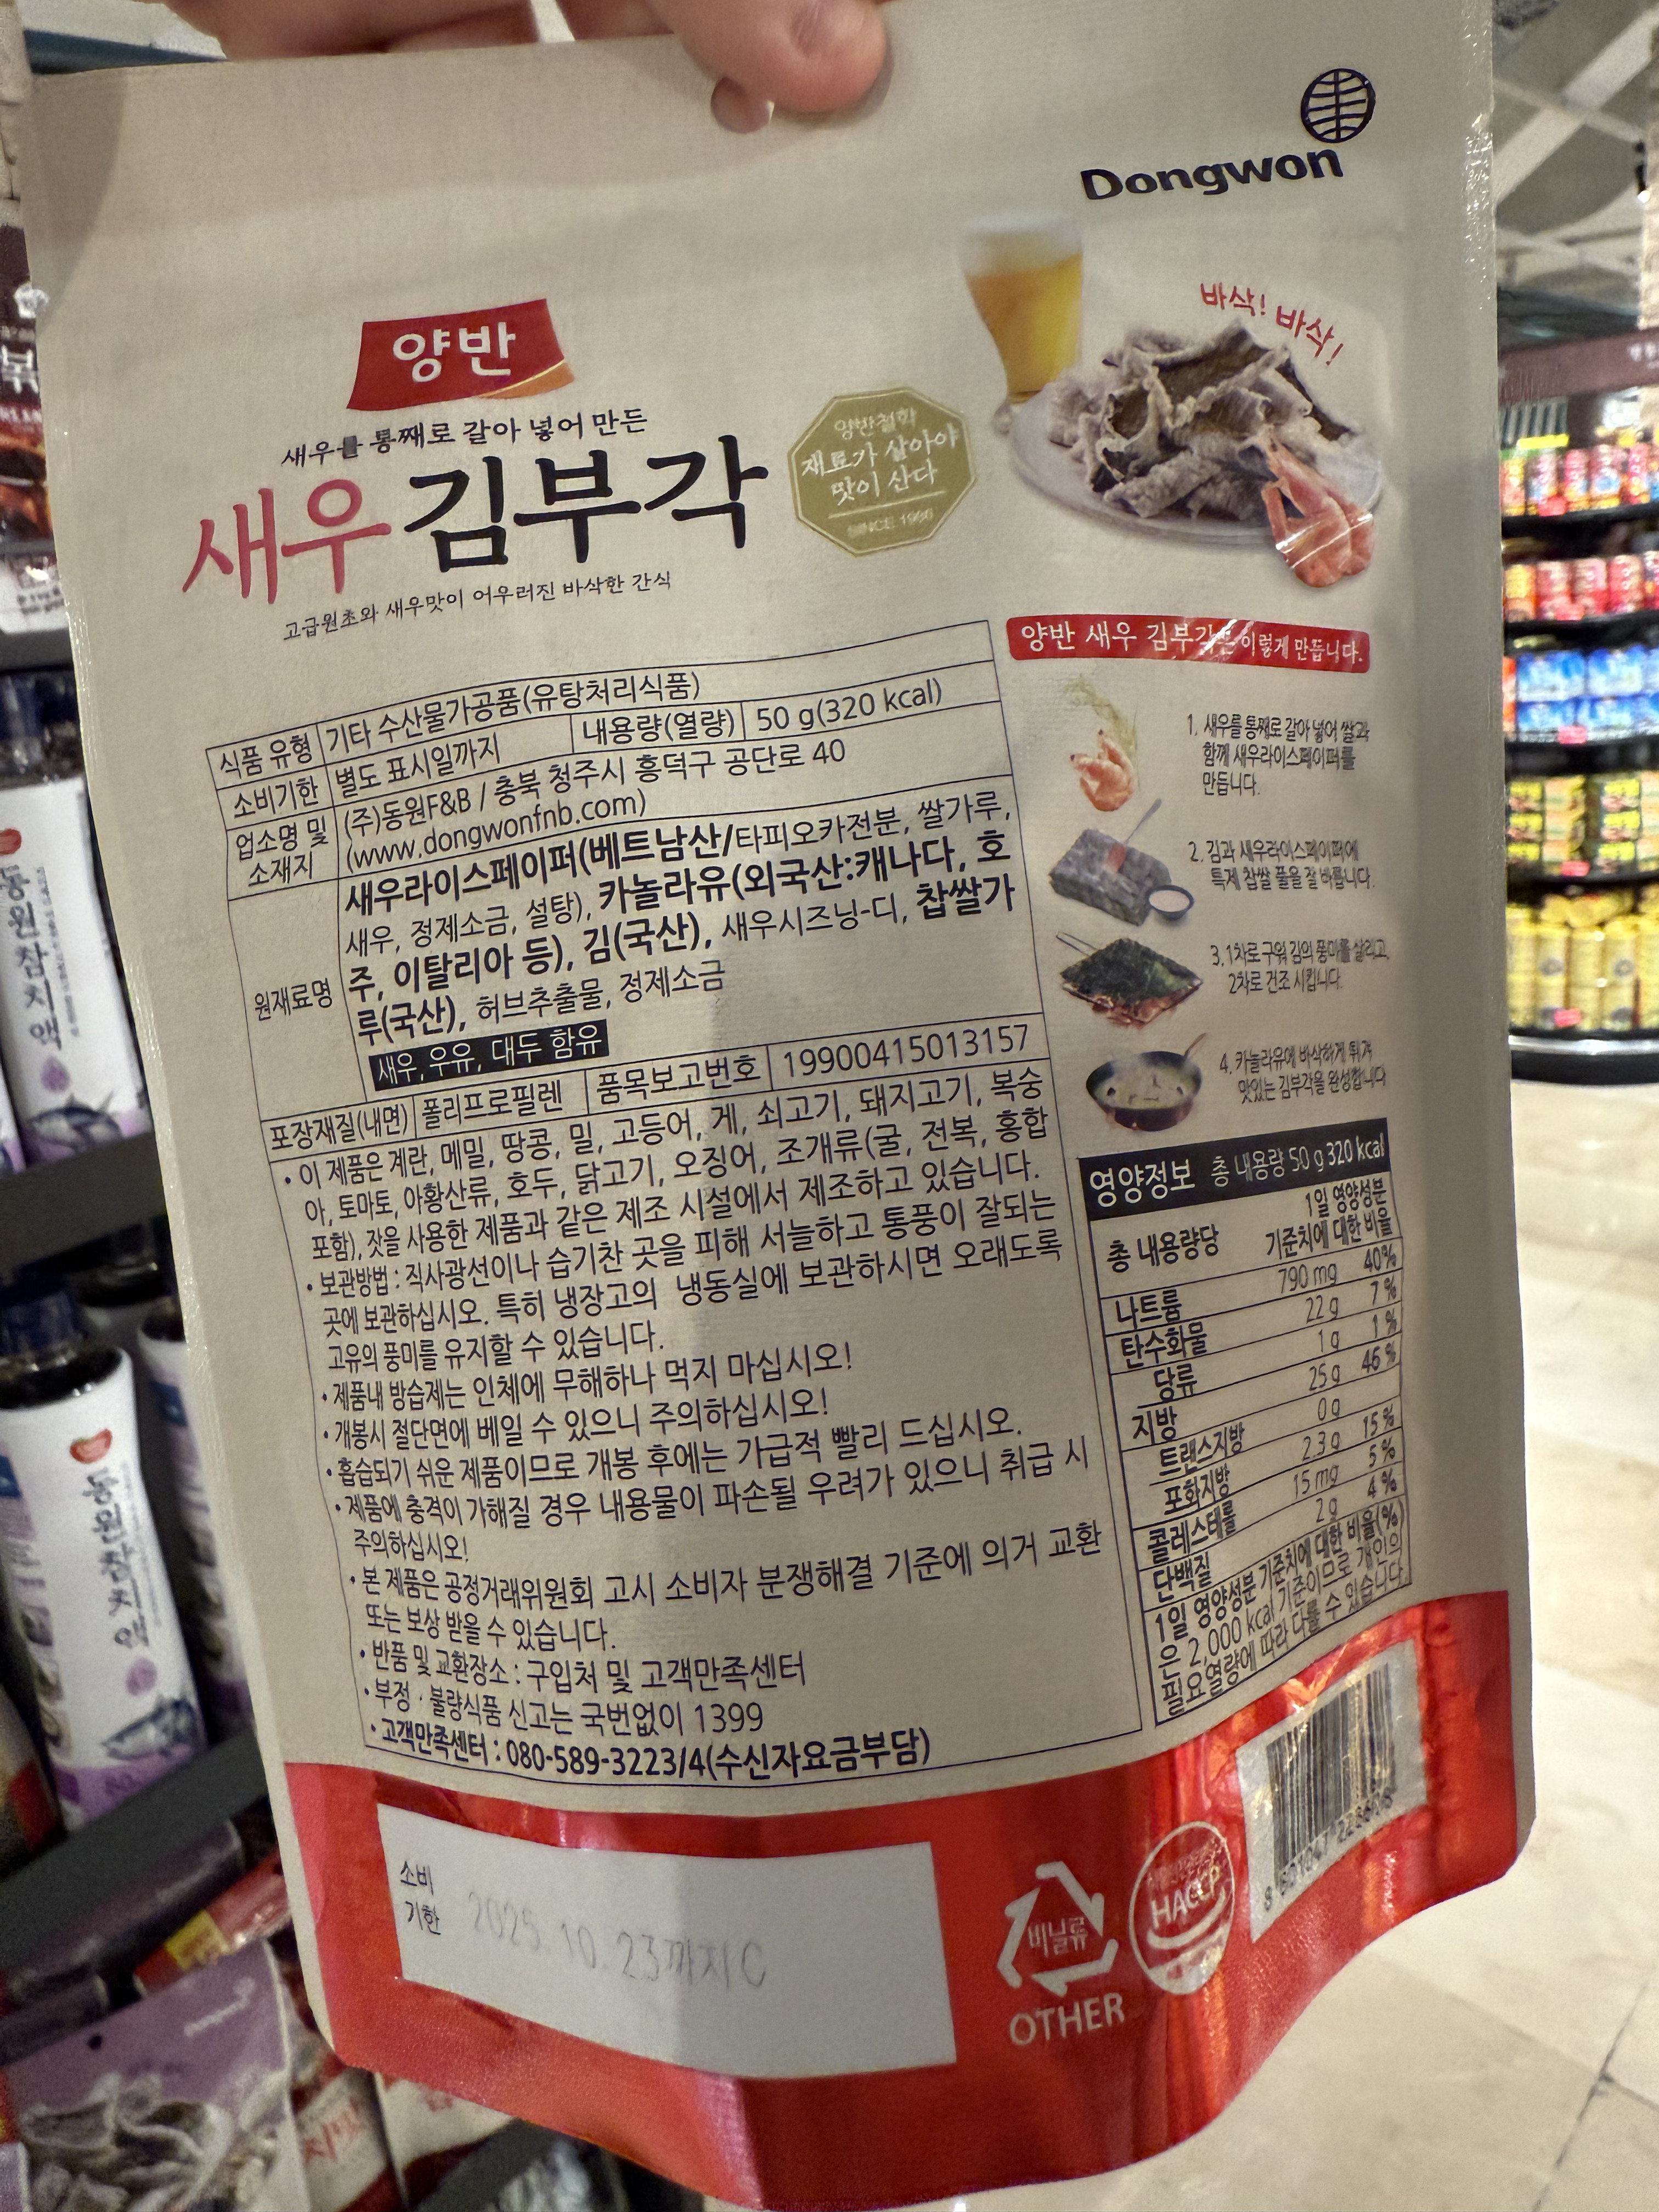 Dongwon
바삭! 바삭!
양반
새우를 통째로 갈아 넣어 만든
새우 김부각
고급원초와 새우맛이 어우러진 바삭한 간식
양반철학
재료가 살아야
맛이 산다
SINCE 1986
식품 유형 기타 수산물가공품(유탕처리식품)
소비기한 별도 표시일까지 내용량(열량) 50 g(320 kcal)
업소명 및 소재지 (주)동원F&B / 충북 청주시 흥덕구 공단로 40
(www.dongwonfnb.com)
원재료명 새우라이스페이퍼(베트남산/타피오카전분, 쌀가루,
새우, 정제소금, 설탕), 카놀라유(외국산:캐나다, 호
주, 이탈리아 등), 김(국산), 새우시즈닝-디, 찹쌀가
루(국산), 허브추출물, 정제소금
새우, 우유, 대두 함유
포장재질(내면) 폴리프로필렌 품목보고번호 19900415013157
• 이 제품은 계란, 메밀, 땅콩, 밀, 고등어, 게, 쇠고기, 돼지고기, 복숭
아, 토마토, 아황산류, 호두, 닭고기, 오징어, 조개류(굴, 전복, 홍합
포함), 잣을 사용한 제품과 같은 제조 시설에서 제조하고 있습니다.
• 보관방법 : 직사광선이나 습기찬 곳을 피해 서늘하고 통풍이 잘되는
곳에 보관하십시오. 특히 냉장고의 냉동실에 보관하시면 오래도록
고유의 풍미를 유지할 수 있습니다.
• 제품내 방습제는 인체에 무해하나 먹지 마십시오!
• 개봉시 절단면에 베일 수 있으니 주의하십시오!
• 흡습되기 쉬운 제품이므로 개봉 후에는 가급적 빨리 드십시오.
• 제품에 충격이 가해질 경우 내용물이 파손될 우려가 있으니 취급 시
주의하십시오!
• 본 제품은 공정거래위원회 고시 소비자 분쟁해결 기준에 의거 교환
또는 보상 받을 수 있습니다.
• 반품 및 교환장소 : 구입처 및 고객만족센터
• 부정 · 불량식품 신고는 국번없이 1399
• 고객만족센터 : 080-589-3223/4(수신자요금부담)
양반 새우 김부각은 이렇게 만듭니다.
1. 새우를 통째로 갈아 넣어 쌀과
함께 새우라이스페이퍼를
만듭니다.
2. 김과 새우라이스페이퍼에
특제 찹쌀 풀을 잘 바릅니다.
3. 1차로 구워 김의 풍미를 살리고,
2차로 건조 시킵니다.
4. 카놀라유에 바삭하게 튀겨
맛있는 김부각을 완성합니다
영양정보 총 내용량 50 g 320 kcal
총 내용량당 1일 영양성분
기준치에 대한 비율
나트륨 790 mg 40%
탄수화물 22 g 7 %
당류 1 g 1 %
지방 25 g 46 %
트랜스지방 0 g
포화지방 2.3 g 15 %
콜레스테롤 15 mg 5 %
단백질 2 g 4 %
1일 영양성분 기준치에 대한 비율(%)
은 2,000 kcal 기준이므로 개인의
필요 열량에 따라 다를 수 있습니다.
소비
기한
2025. 10. 23까지 C
비닐류
OTHER
HACCP
동원참치액
동원참치액